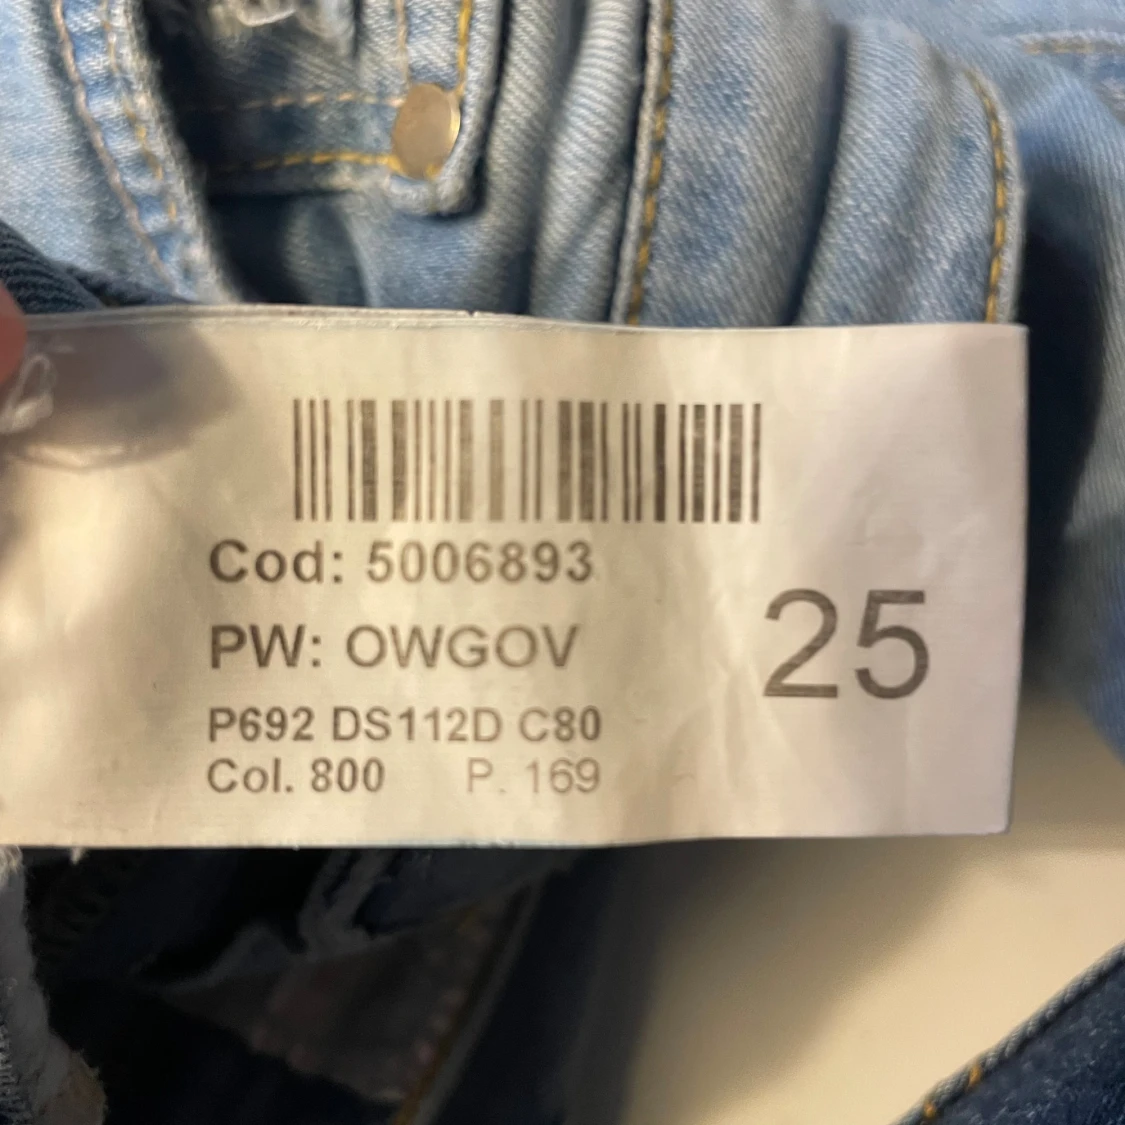 Cod: 5006893
PW: OWGOV
25
P692 DS112D C80
Col. 800 P. 169